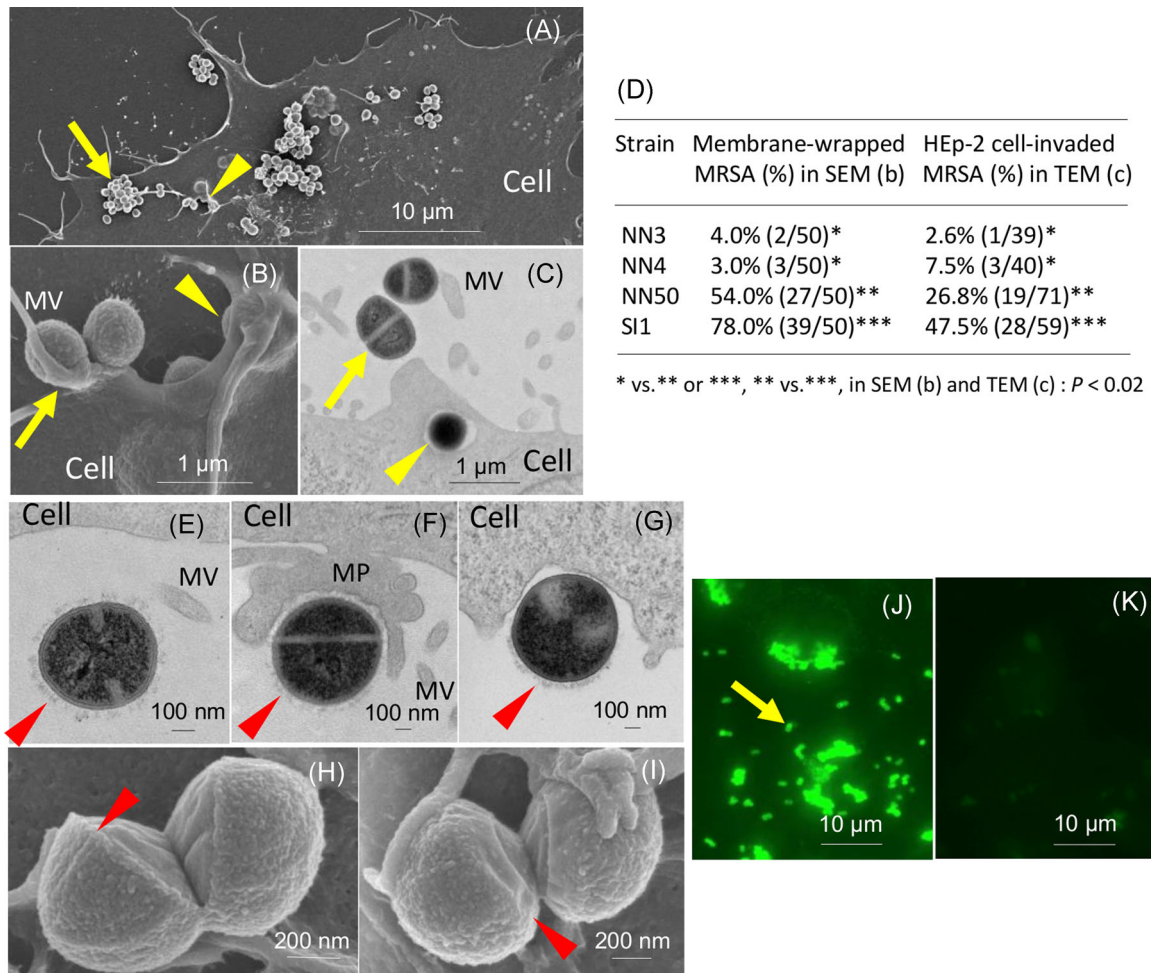 (A)
Cell
10 µm
(B)
MV
Cell
1 µm
(C)
MV
1 µm
Cell
(D)
Strain Membrane-wrapped HEp-2 cell-invaded
MRSA (%) in SEM (b) MRSA (%) in TEM (c)
NN3 4.0% (2/50)* 2.6% (1/39)*
NN4 3.0% (3/50)* 7.5% (3/40)*
NN50 54.0% (27/50)** 26.8% (19/71)**
SI1 78.0% (39/50)*** 47.5% (28/59)***
* vs.** or ***, ** vs.***, in SEM (b) and TEM (c) : P < 0.02
Cell
(E)
MV
100 nm
Cell
(F)
MP
MV
100 nm
Cell
(G)
100 nm
(H)
200 nm
(I)
200 nm
(J)
10 µm
(K)
10 µm